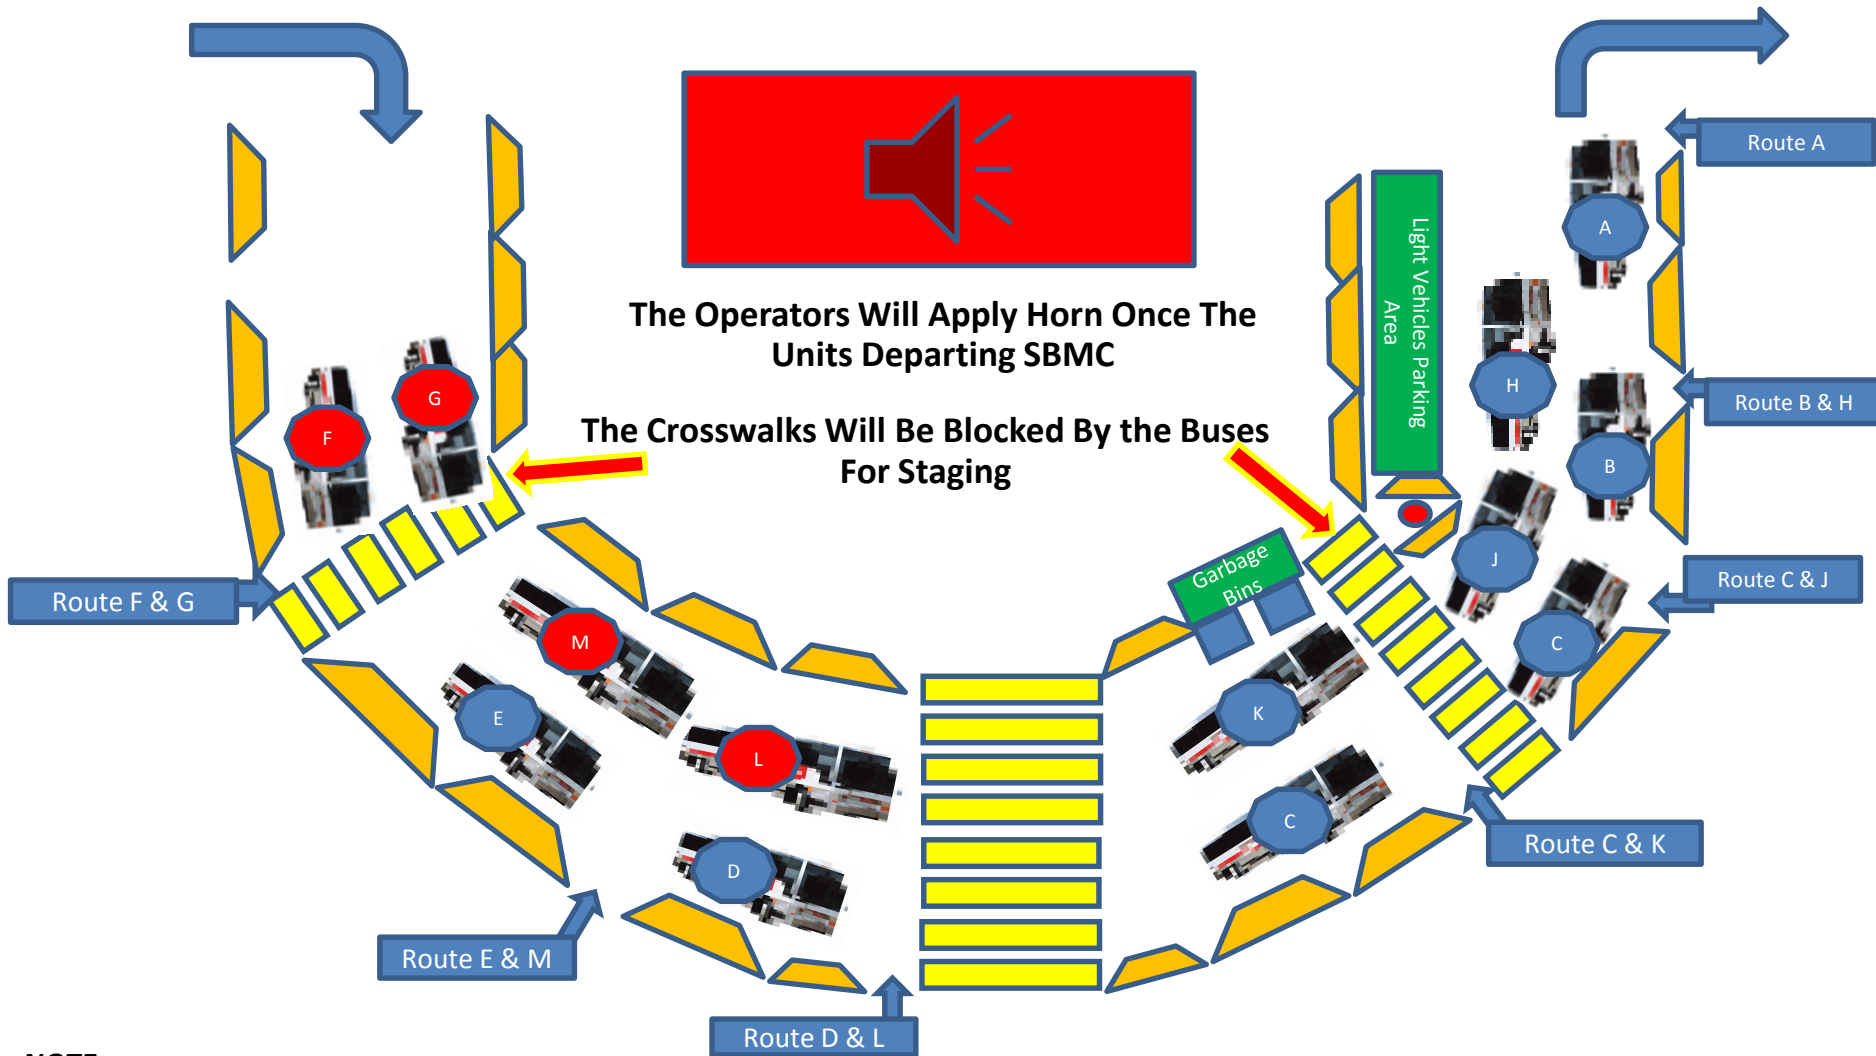 Route A
A
The Operators Will Apply Horn Once The
Units Departing SBMC
Light Vehicles Parking
Area
H
Route B & H
G
F
The Crosswalks Will Be Blocked By the Buses
For Staging
B
J
Route C & J
Garbage
Bins
Route F & G
M
C
E
K
L
C
Route C & K
D
Route E & M
Route D & L